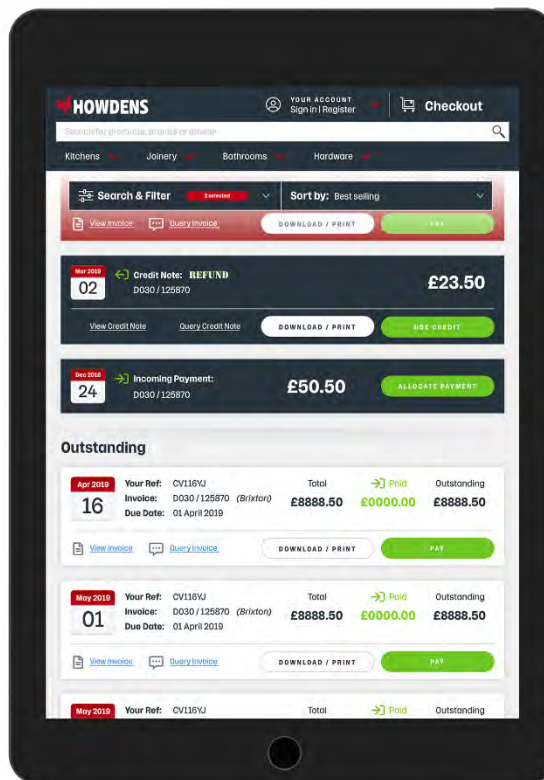 HOWDENS
YOUR ACCOUNT
Sign in | Register
Checkout
Search for products, brands or advice
Kitchens Joinery Bathrooms Hardware
Search & Filter 2 selected Sort by: Best selling
View Invoice Query Invoice DOWNLOAD / PRINT PAY
Mar 2019
02
Credit Note: REFUND
D030 / 125870
£23.50
View Credit Note Query Credit Note DOWNLOAD / PRINT USE CREDIT
Dec 2018
24
Incoming Payment:
D030 / 125870
£50.50
ALLOCATE PAYMENT
Outstanding
Apr 2019
16
Your Ref: CV116YJ
Invoice: D030 / 125870 (Brixton)
Due Date: 01 April 2019
Total Paid Outstanding
£8888.50 £0000.00 £8888.50
View Invoice Query Invoice DOWNLOAD / PRINT PAY
May 2019
01
Your Ref: CV116YJ
Invoice: D030 / 125870 (Brixton)
Due Date: 01 April 2019
Total Paid Outstanding
£8888.50 £0000.00 £8888.50
View Invoice Query Invoice DOWNLOAD / PRINT PAY
May 2019
Your Ref: CV116YJ
Total Paid Outstanding